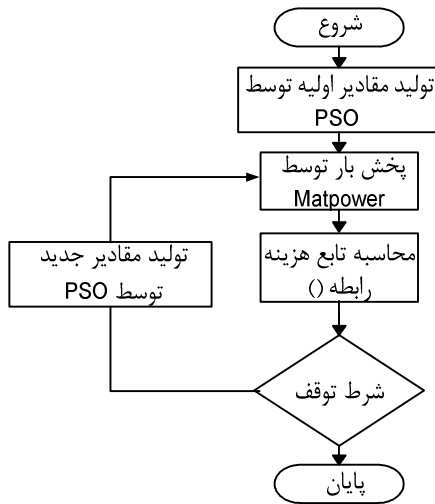 شروع
تولید مقادیر اولیه توسط
PSO
پخش بار توسط
Matpower
محاسبه تابع هزینه
رابطه ()
تولید مقادیر جدید
توسط PSO
شرط توقف
پایان